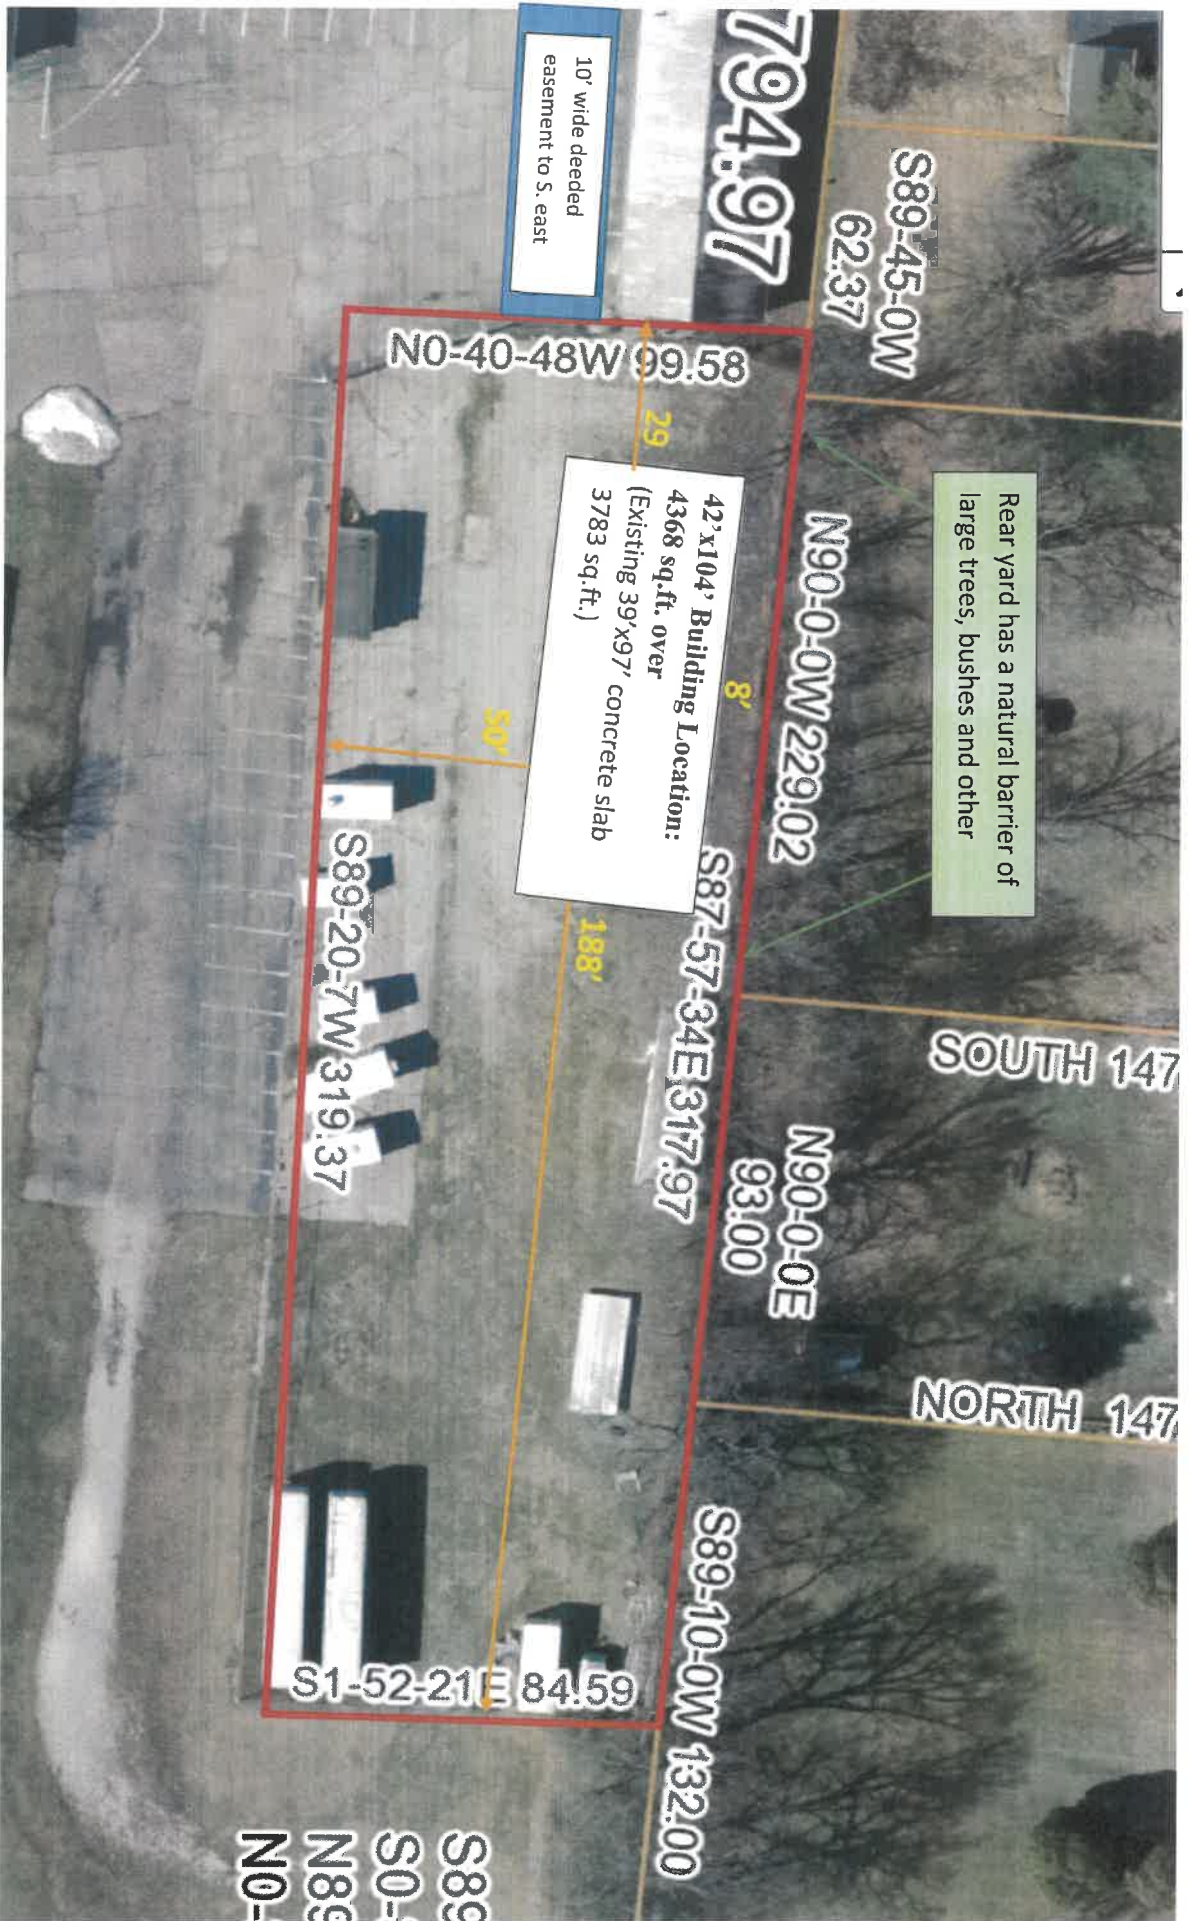 794.97
10' wide deeded
easement to S. east
S89-45-0W
62.37
N0-40-48W 99.58
29
42'x104' Building Location:
4368 sq.ft. over
(Existing 39'x97' concrete slab
3783 sq.ft.)
Rear yard has a natural barrier of
large trees, bushes and other
N90-0-0W 229.02
8'
50'
188'
S87-57-34E 317.97
S89-20-7W 319.37
SOUTH 147
N90-0-0E
93.00
NORTH 147
S89-10-0W 132.00
S1-52-21E 84.59
S89
S0-
N89
N0-